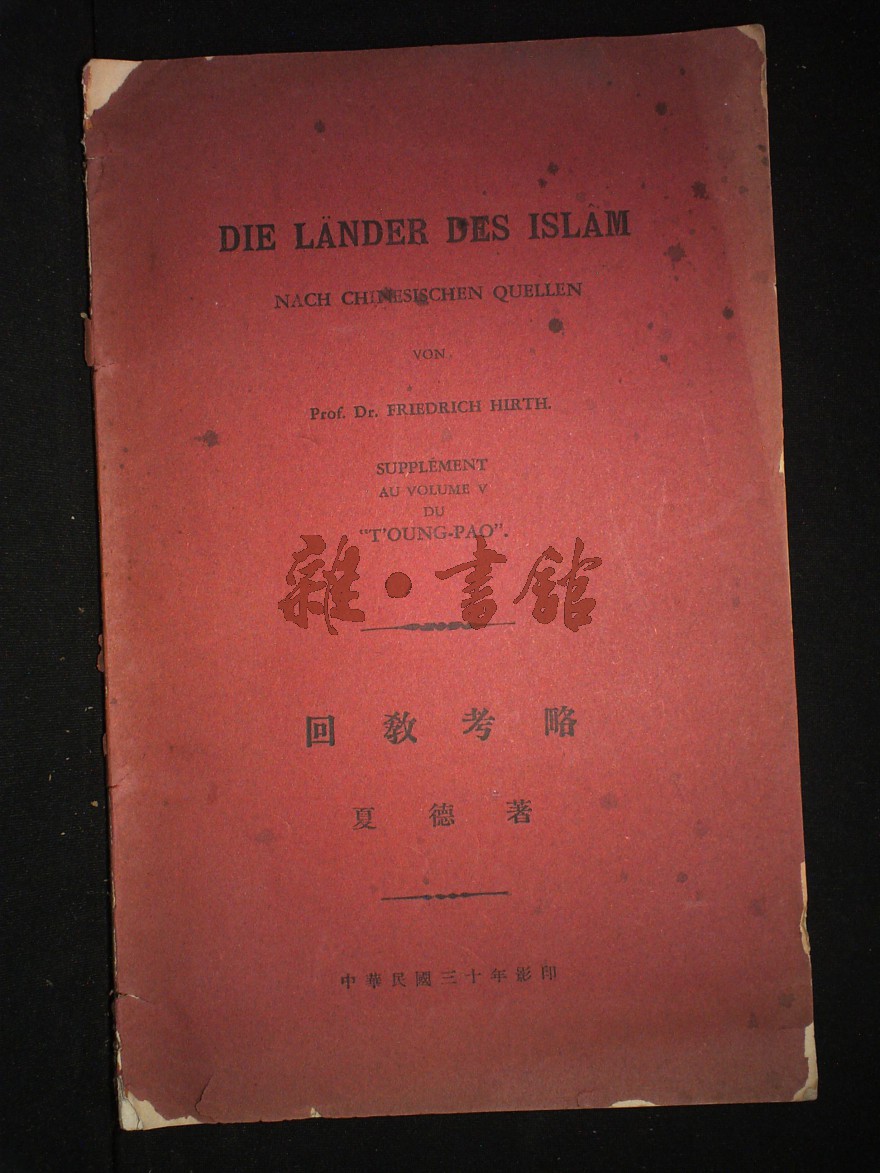 DIE LÄNDER DES ISLÂM
NACH CHINESISCHEN QUELLEN
VON
Prof. Dr. FRIEDRICH HIRTH.
SUPPLÉMENT
AU VOLUME V
DU
"T'OUNG-PAO".
雜·書館
回教考略
夏德著
中華民國三十年影印